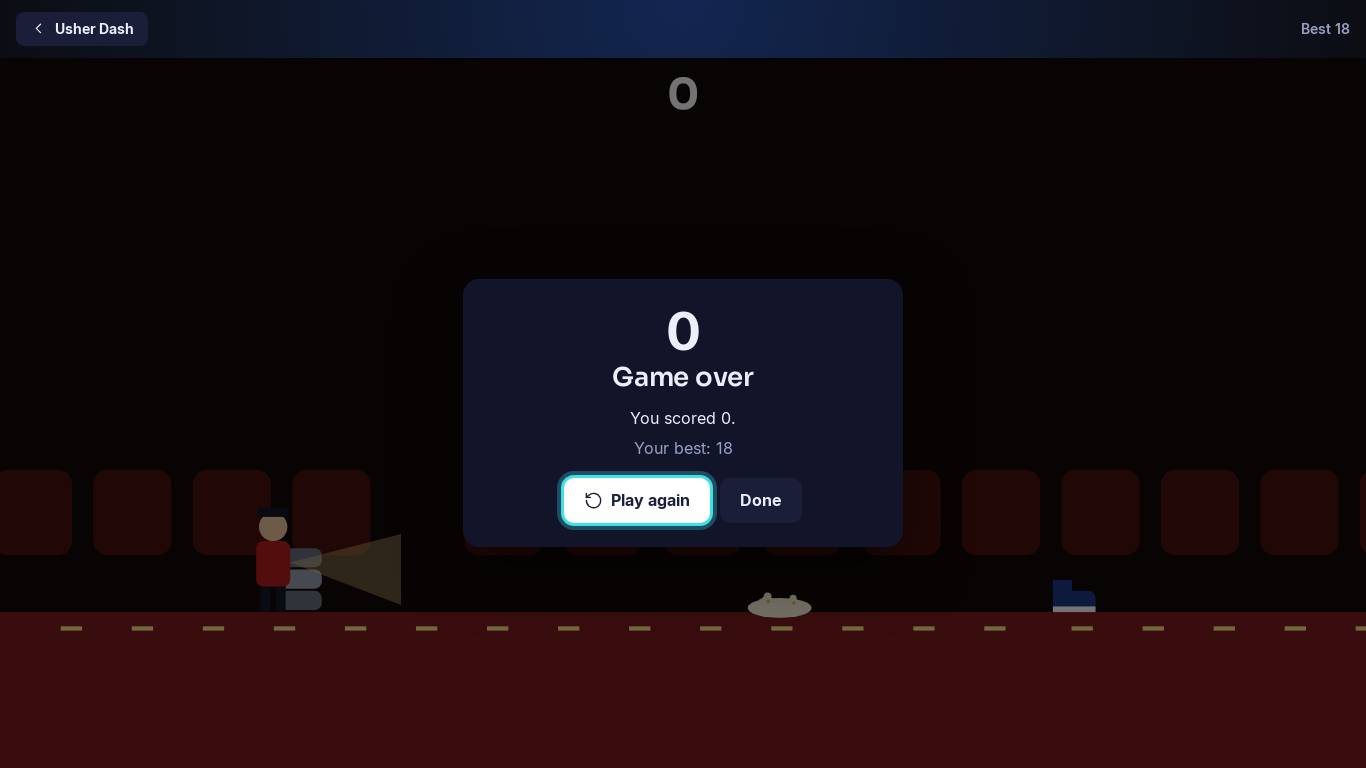 Usher Dash
Best 18
0
0
Game over
You scored 0.
Your best: 18
Play again
Done